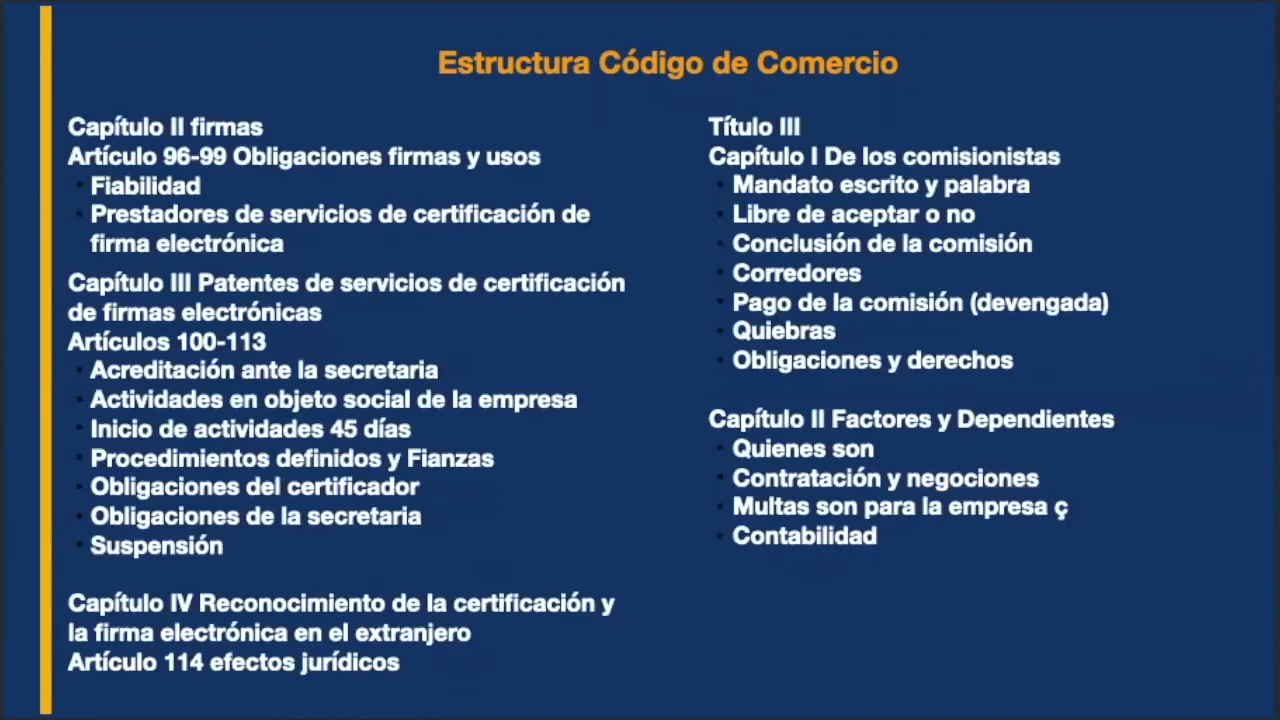 Estructura Código de Comercio
Capítulo II firmas
Artículo 96-99 Obligaciones firmas y usos
Fiabilidad
Prestadores de servicios de certificación de
firma electrónica
Capítulo III Patentes de servicios de certificación
de firmas electrónicas
Artículos 100-113
Acreditación ante la secretaria
Actividades en objeto social de la empresa
Inicio de actividades 45 días
Procedimientos definidos y Fianzas
Obligaciones del certificador
Obligaciones de la secretaria
Suspensión
Capítulo IV Reconocimiento de la certificación y
la firma electrónica en el extranjero
Artículo 114 efectos jurídicos
Título III
Capítulo I De los comisionistas
Mandato escrito y palabra
Libre de aceptar o no
Conclusión de la comisión
Corredores
Pago de la comisión (devengada)
Quiebras
Obligaciones y derechos
Capítulo II Factores y Dependientes
Quienes son
Contratación y negociones
Multas son para la empresa ç
Contabilidad